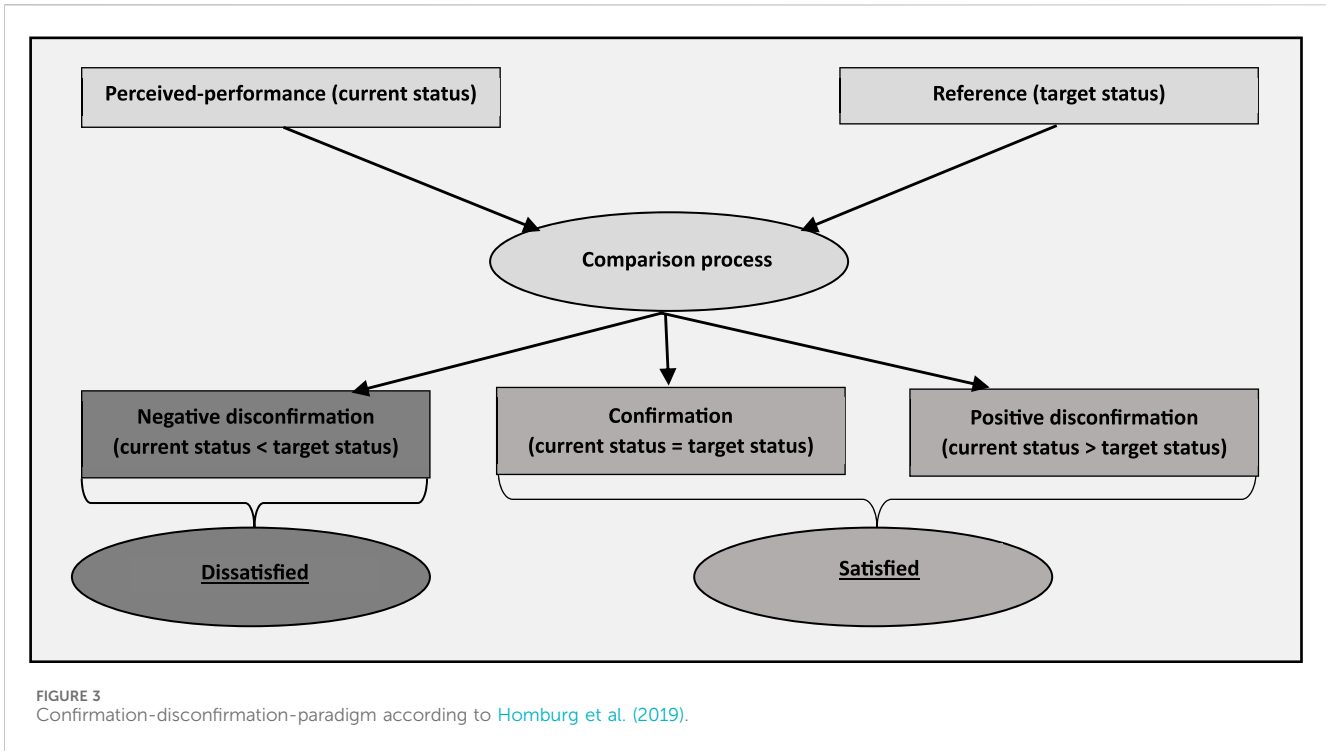 Perceived-performance (current status)
Reference (target status)
Comparison process
Negative disconfirmation
(current status < target status)
Confirmation
(current status = target status)
Positive disconfirmation
(current status > target status)
Dissatisfied
Satisfied
FIGURE 3
Confirmation-disconfirmation-paradigm according to Homburg et al. (2019).